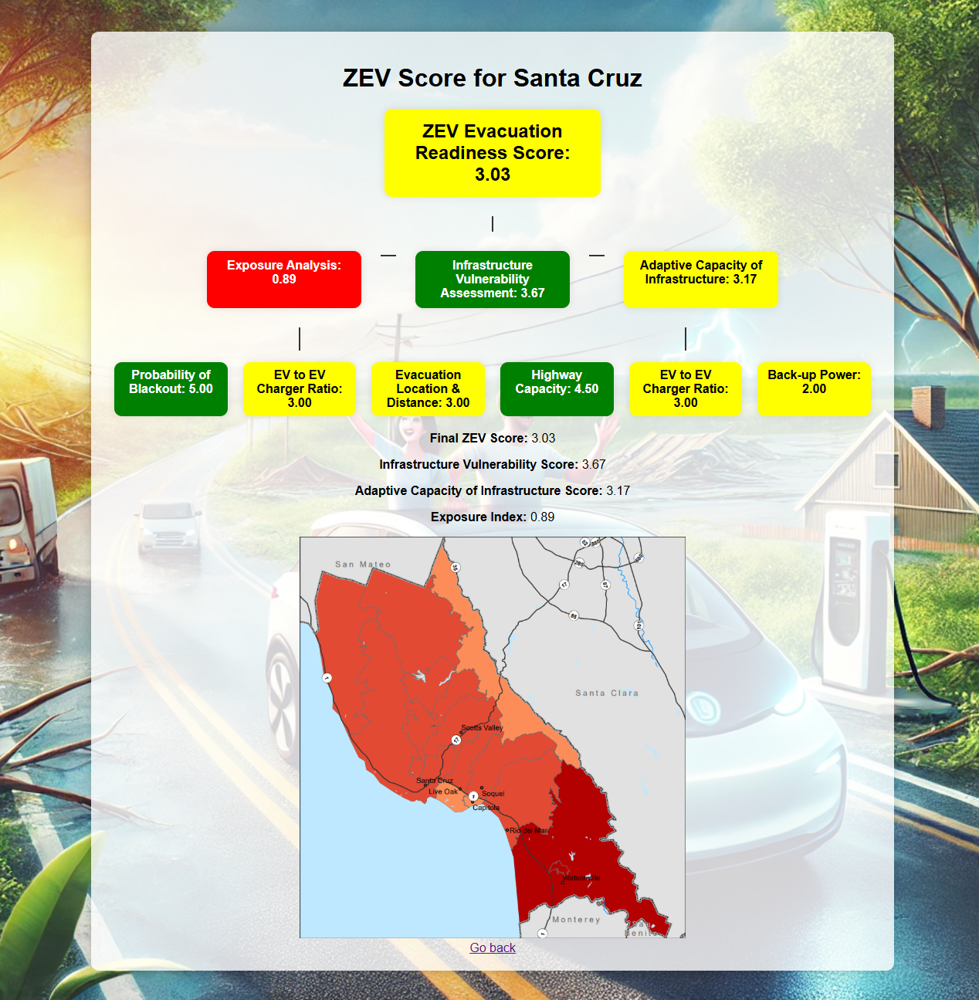 ZEV Score for Santa Cruz
ZEV Evacuation
Readiness Score:
3.03
Exposure Analysis:
0.89
Infrastructure
Vulnerability
Assessment: 3.67
Adaptive Capacity of
Infrastructure: 3.17
Probability of
Blackout: 5.00
EV to EV
Charger Ratio:
3.00
Evacuation
Location &
Distance: 3.00
Highway
Capacity: 4.50
EV to EV
Charger Ratio:
3.00
Back-up Power:
2.00
Final ZEV Score: 3.03
Infrastructure Vulnerability Score: 3.67
Adaptive Capacity of Infrastructure Score: 3.17
Exposure Index: 0.89
San Mateo
35
82
880
280
680
17
87
85
101
1
Santa Clara
Scotts Valley
17
Santa Cruz
Live Oak
1
Soquel
Capitola
Rio del Mar
Watsonville
Monterey
San
Benito
1
Go back